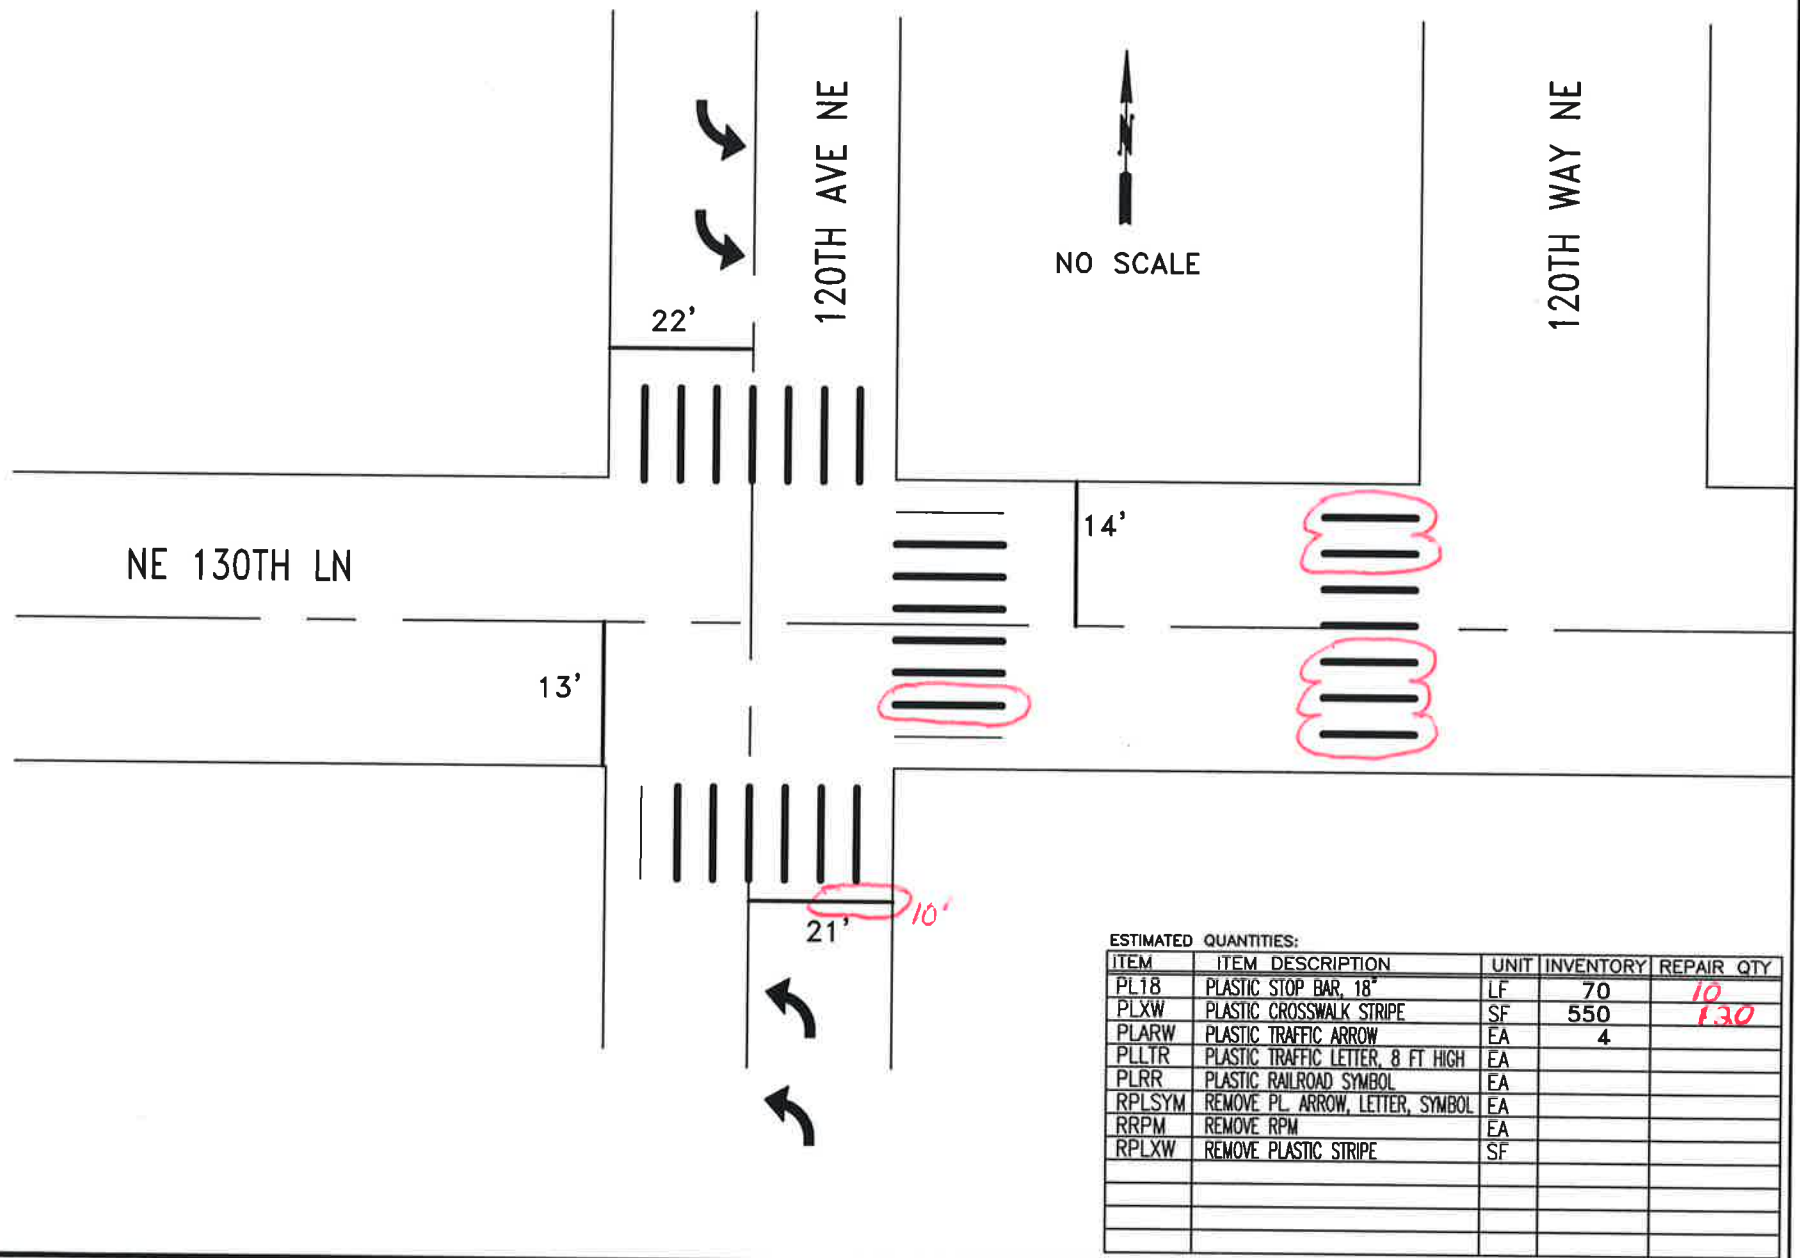 120TH AVE NE
120TH WAY NE
N
NO SCALE
22'
14'
NE 130TH LN
13'
10'
21'
ESTIMATED QUANTITIES:
ITEM ITEM DESCRIPTION UNIT INVENTORY REPAIR QTY
PL18 PLASTIC STOP BAR, 18" LF 70 10
PLXW PLASTIC CROSSWALK STRIPE SF 550 130
PLARW PLASTIC TRAFFIC ARROW EA 4
PLLTR PLASTIC TRAFFIC LETTER, 8 FT HIGH EA
PLRR PLASTIC RAILROAD SYMBOL EA
RPLSYM REMOVE PL. ARROW, LETTER, SYMBOL EA
RRPM REMOVE RPM EA
RPLXW REMOVE PLASTIC STRIPE SF